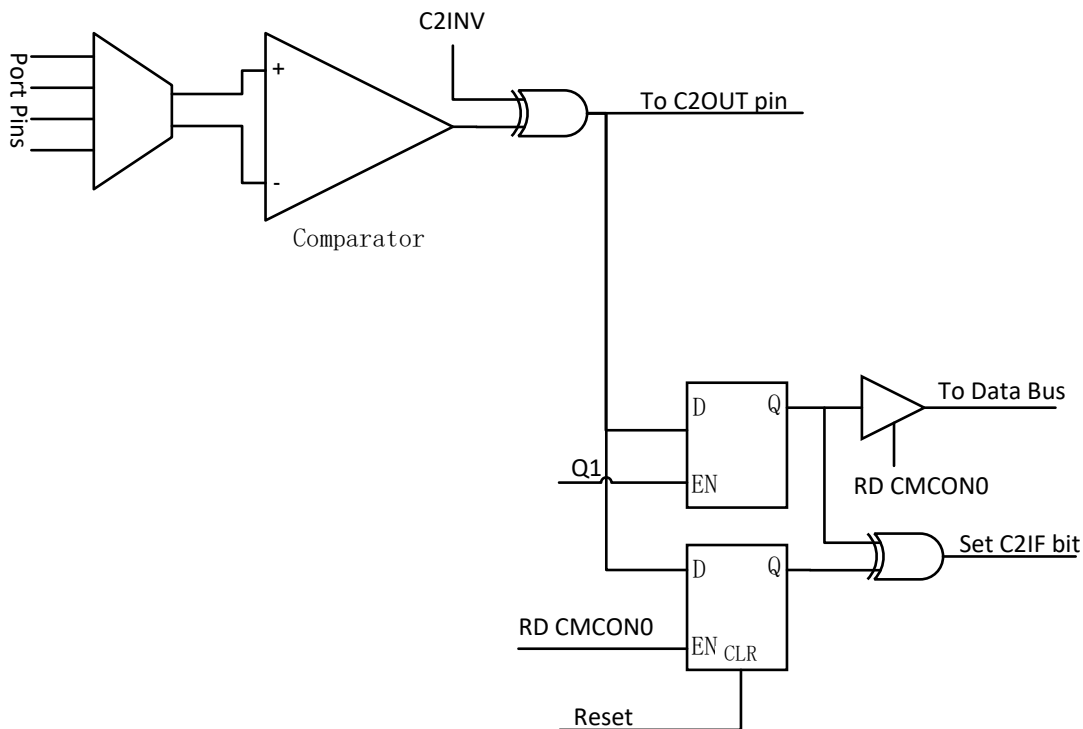 C2INV
Port Pins
+
-
To C2OUT pin
Comparator
D
Q
To Data Bus
Q1
EN
RD CMCON0
Set C2IF bit
D
Q
RD CMCON0
EN
CLR
Reset